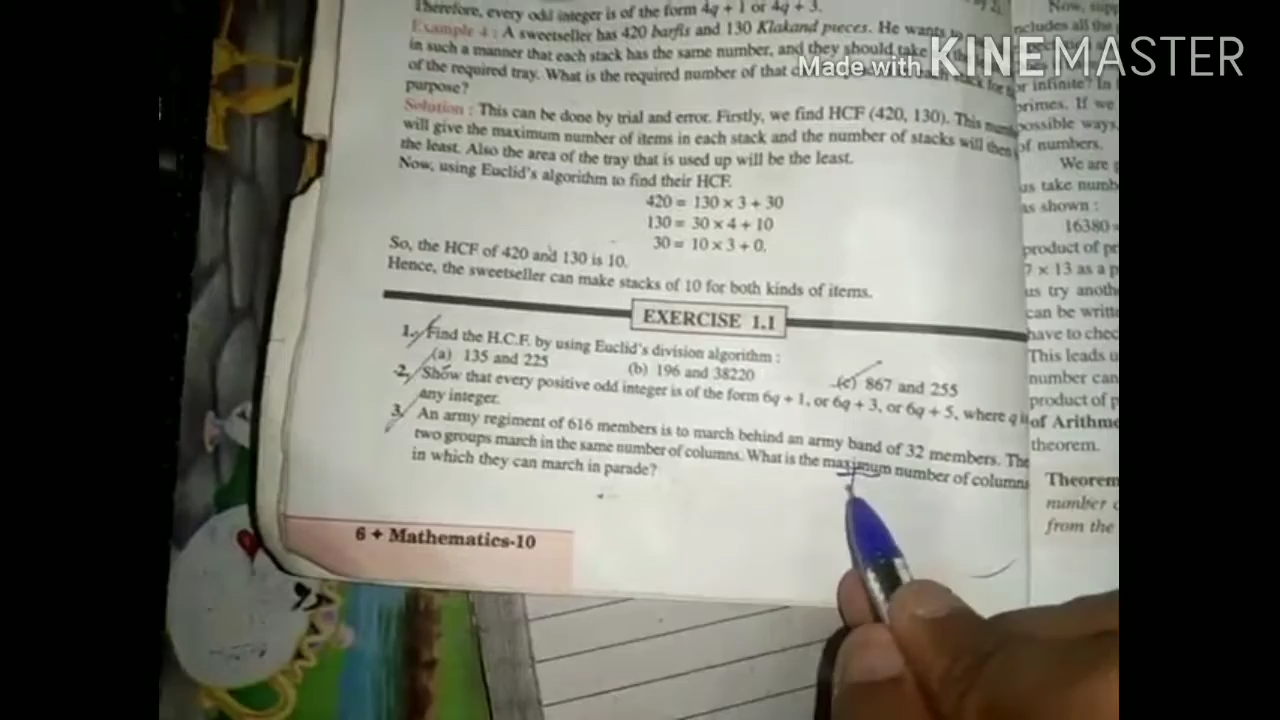 Therefore, every odd integer is of the form 4q + 1 or 4q + 3.
Example 4 : A sweetseller has 420 barfis and 130 Klakand pieces. He wants
in such a manner that each stack has the same number, and they should take
of the required tray. What is the required number of that
purpose?
Solution : This can be done by trial and error. Firstly, we find HCF (420, 130). This
will give the maximum number of items in each stack and the number of stacks will then
the least. Also the area of the tray that is used up will be the least.
Now, using Euclid's algorithm to find their HCF.
420 = 130 × 3 + 30
130 = 30 × 4 + 10
30 = 10 × 3 + 0.
So, the HCF of 420 and 130 is 10.
Hence, the sweetseller can make stacks of 10 for both kinds of items.
EXERCISE 1.1
1. Find the H.C.F. by using Euclid's division algorithm :
(a) 135 and 225 (b) 196 and 38220 (c) 867 and 255
2. Show that every positive odd integer is of the form 6q + 1, or 6q + 3, or 6q + 5, where q is
any integer.
3. An army regiment of 616 members is to march behind an army band of 32 members. The
two groups march in the same number of columns. What is the maximum number of columns
in which they can march in parade?
6 + Mathematics-10
Made with KINEMASTER
Now,
all the
or infinite? In
primes. If we
possible ways,
of numbers.
We are
us take numb
as shown :
16380 =
product of
7 × 13 as a p
us try anoth
can be writt
have to chec
This leads u
number can
product of p
of Arithme
theorem.
Theorem
number
from the